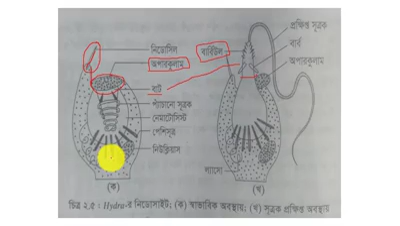 নিডোসিল
অপারকুলাম
বাট
প্যাঁচানো সূত্রক
নেমাটোসিস্ট
পেশিসূত্র
নিউক্লিয়াস
(ক)
বার্বিউল
প্রক্ষিপ্ত সূত্রক
বার্ব
অপারকুলাম
ল্যাসো
(খ)
চিত্র ২.৫ : Hydra-র নিডোসাইট; (ক) স্বাভাবিক অবস্থায়; (খ) সূত্রক প্রক্ষিপ্ত অবস্থায়